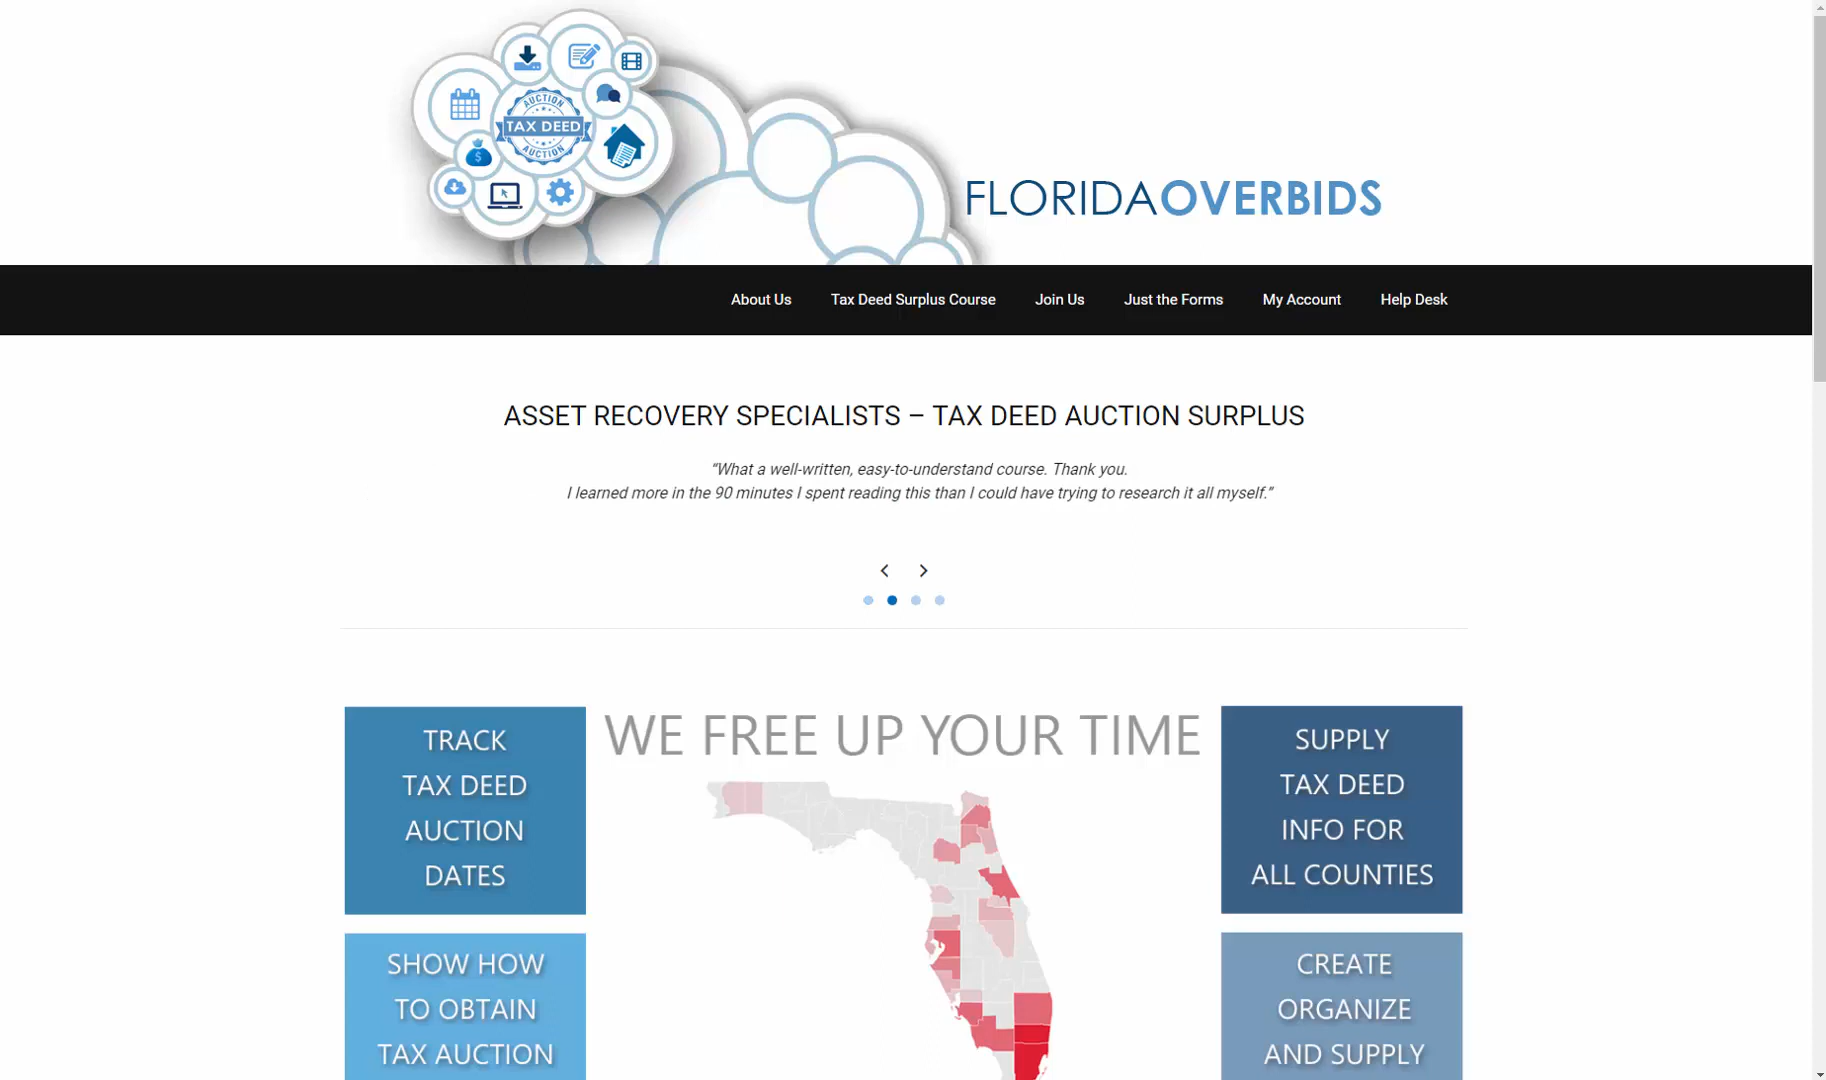 AUCTION
TAX DEED
AUCTION
$
FLORIDAOVERBIDS
About Us
Tax Deed Surplus Course
Join Us
Just the Forms
My Account
Help Desk
ASSET RECOVERY SPECIALISTS – TAX DEED AUCTION SURPLUS
“What a well-written, easy-to-understand course. Thank you.
I learned more in the 90 minutes I spent reading this than I could have trying to research it all myself.”
TRACK
TAX DEED
AUCTION
DATES
WE FREE UP YOUR TIME
SUPPLY
TAX DEED
INFO FOR
ALL COUNTIES
SHOW HOW
TO OBTAIN
TAX AUCTION
CREATE
ORGANIZE
AND SUPPLY